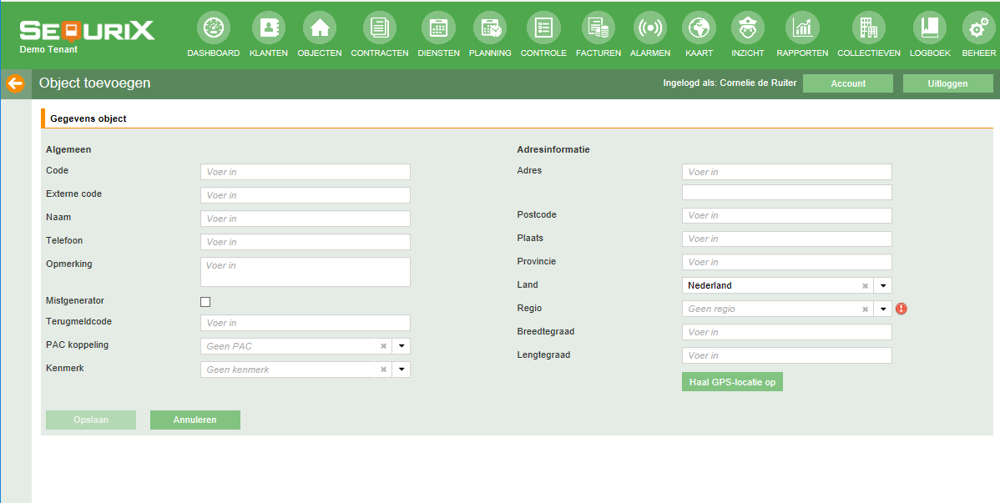 SEQURIX
Demo Tenant
DASHBOARD KLANTEN OBJECTEN CONTRACTEN DIENSTEN PLANNING CONTROLE FACTUREN ALARMEN KAART INZICHT RAPPORTEN COLLECTIEVEN LOGBOEK BEHEER
Object toevoegen
Ingelogd als: Cornelie de Ruiter Account Uitloggen
Gegevens object
Algemeen
Code Voer in
Externe code Voer in
Naam Voer in
Telefoon Voer in
Opmerking Voer in
Mistgenerator
Terugmeldcode Voer in
PAC koppeling Geen PAC
Kenmerk Geen kenmerk
Adresinformatie
Adres Voer in
Postcode Voer in
Plaats Voer in
Provincie Voer in
Land Nederland
Regio Geen regio
Breedtegraad Voer in
Lengtegraad Voer in
Haal GPS-locatie op
Opslaan Annuleren